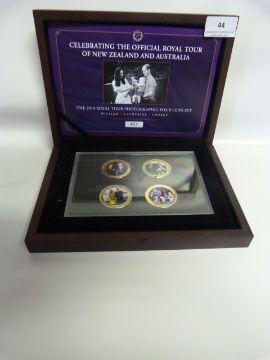 44
CELEBRATING THE OFFICIAL ROYAL TOUR
OF NEW ZEALAND AND AUSTRALIA
THE 2014 ROYAL TOUR PHOTOGRAPHIC FOUR COIN SET
WILLIAM · CATHERINE · GEORGE
457